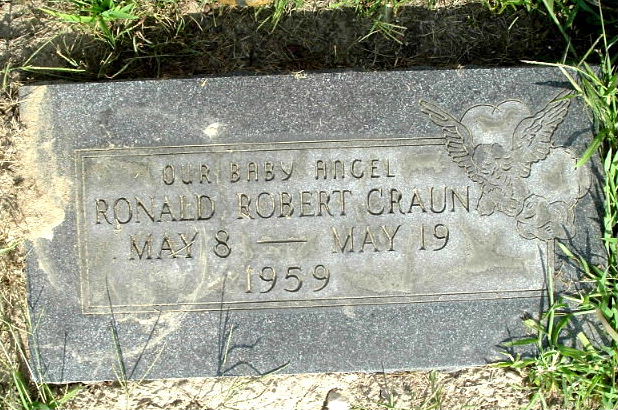 OUR BABY ANGEL
RONALD ROBERT CRAUN
MAY 8 — MAY 19
1959